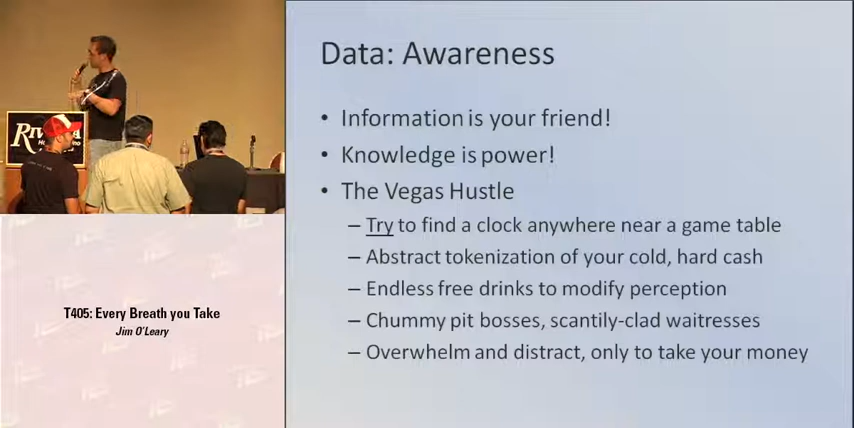 Data: Awareness
• Information is your friend!
• Knowledge is power!
• The Vegas Hustle
– Try to find a clock anywhere near a game table
– Abstract tokenization of your cold, hard cash
– Endless free drinks to modify perception
– Chummy pit bosses, scantily-clad waitresses
– Overwhelm and distract, only to take your money
T405: Every Breath you Take
Jim O'Leary